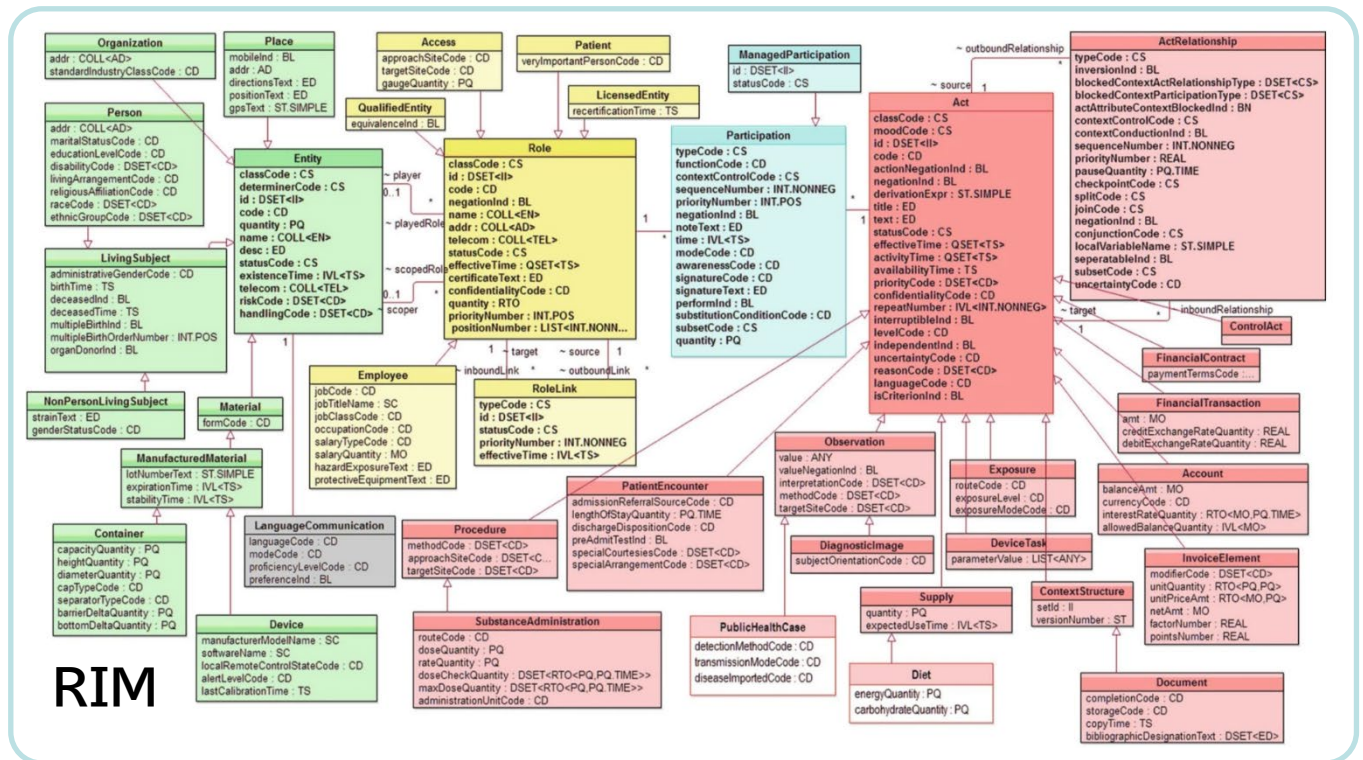 Organization
addr : COLL<AD>
standardIndustryClassCode : CD
Place
mobileInd : BL
addr : AD
directionsText : ED
positionText : ED
gpsText : ST.SIMPLE
Access
approachSiteCode : CD
targetSiteCode : CD
gaugeQuantity : PQ
Patient
veryImportantPersonCode : CD
ManagedParticipation
id : DSET<II>
statusCode : CS
~ outboundRelationship
*
~ source
1
ActRelationship
typeCode : CS
inversionInd : BL
blockedContextActRelationshipType : DSET<CS>
blockedContextParticipationType : DSET<CS>
actAttributeContextBlockedInd : BN
contextControlCode : CS
contextConductionInd : BL
sequenceNumber : INT.NONNEG
priorityNumber : REAL
pauseQuantity : PQ.TIME
checkpointCode : CS
splitCode : CS
joinCode : CS
negationInd : BL
conjunctionCode : CS
localVariableName : ST.SIMPLE
seperatableInd : BL
subsetCode : CS
uncertaintyCode : CD
QualifiedEntity
equivalenceInd : BL
LicensedEntity
recertificationTime : TS
Person
addr : COLL<AD>
maritalStatusCode : CD
educationLevelCode : CD
disabilityCode : DSET<CD>
livingArrangementCode : CD
religiousAffiliationCode : CD
raceCode : DSET<CD>
ethnicGroupCode : DSET<CD>
Entity
classCode : CS
determinerCode : CS
id : DSET<II>
code : CD
quantity : PQ
name : COLL<EN>
desc : ED
statusCode : CS
existenceTime : IVL<TS>
telecom : COLL<TEL>
riskCode : DSET<CD>
handlingCode : DSET<CD>
~ player
0..1
*
~ playedRole
~ scopedRole
0..1
*
~ scoper
Role
classCode : CS
id : DSET<II>
code : CD
negationInd : BL
name : COLL<EN>
addr : COLL<AD>
telecom : COLL<TEL>
statusCode : CS
effectiveTime : QSET<TS>
certificateText : ED
confidentialityCode : CD
quantity : RTO
priorityNumber : INT.POS
positionNumber : LIST<INT.NONN...
1
*
Participation
typeCode : CS
functionCode : CD
contextControlCode : CS
sequenceNumber : INT.NONNEG
priorityNumber : INT.POS
negationInd : BL
noteText : ED
time : IVL<TS>
modeCode : CD
awarenessCode : CD
signatureCode : CD
signatureText : ED
performInd : BL
substitutionConditionCode : CD
subsetCode : CS
quantity : PQ
*
1
Act
classCode : CS
moodCode : CS
id : DSET<II>
code : CD
actionNegationInd : BL
negationInd : BL
derivationExpr : ST.SIMPLE
title : ED
text : ED
statusCode : CS
effectiveTime : QSET<TS>
activityTime : QSET<TS>
availabilityTime : TS
priorityCode : DSET<CD>
confidentialityCode : CD
repeatNumber : IVL<INT.NONNEG>
interruptibleInd : BL
levelCode : CD
independentInd : BL
uncertaintyCode : CD
reasonCode : DSET<CD>
languageCode : CD
isCriterionInd : BL
~ target
1
*
~ inboundRelationship
LivingSubject
administrativeGenderCode : CD
birthTime : TS
deceasedInd : BL
deceasedTime : TS
multipleBirthInd : BL
multipleBirthOrderNumber : INT.POS
organDonorInd : BL
ControlAct
FinancialContract
paymentTermsCode :...
1
1
~ target
~ source
1
~ inboundLink
*
~ outboundLink
*
NonPersonLivingSubject
strainText : ED
genderStatusCode : CD
Material
formCode : CD
Employee
jobCode : CD
jobTitleName : SC
jobClassCode : CD
occupationCode : CD
salaryTypeCode : CD
salaryQuantity : MO
hazardExposureText : ED
protectiveEquipmentText : ED
RoleLink
typeCode : CS
id : DSET<II>
statusCode : CS
priorityNumber : INT.NONNEG
effectiveTime : IVL<TS>
FinancialTransaction
amt : MO
creditExchangeRateQuantity : REAL
debitExchangeRateQuantity : REAL
Observation
value : ANY
valueNegationInd : BL
interpretationCode : DSET<CD>
methodCode : DSET<CD>
targetSiteCode : DSET<CD>
Exposure
routeCode : CD
exposureLevel : CD
exposureModeCode : CD
Account
balanceAmt : MO
currencyCode : CD
interestRateQuantity : RTO<MO,PQ.TIME>
allowedBalanceQuantity : IVL<MO>
ManufacturedMaterial
lotNumberText : ST.SIMPLE
expirationTime : IVL<TS>
stabilityTime : IVL<TS>
PatientEncounter
admissionReferralSourceCode : CD
lengthOfStayQuantity : PQ.TIME
dischargeDispositionCode : CD
preAdmitTestInd : BL
specialCourtesiesCode : DSET<CD>
specialArrangementCode : DSET<CD>
Container
capacityQuantity : PQ
heightQuantity : PQ
diameterQuantity : PQ
capTypeCode : CD
separatorTypeCode : CD
barrierDeltaQuantity : PQ
bottomDeltaQuantity : PQ
LanguageCommunication
languageCode : CD
modeCode : CD
proficiencyLevelCode : CD
preferenceInd : BL
Procedure
methodCode : DSET<CD>
approachSiteCode : DSET<C...
targetSiteCode : DSET<CD>
DiagnosticImage
subjectOrientationCode : CD
DeviceTask
parameterValue : LIST<ANY>
InvoiceElement
modifierCode : DSET<CD>
unitQuantity : RTO<PQ,PQ>
unitPriceAmt : RTO<MO,PQ>
netAmt : MO
factorNumber : REAL
pointsNumber : REAL
Supply
quantity : PQ
expectedUseTime : IVL<TS>
ContextStructure
setId : II
versionNumber : ST
Device
manufacturerModelName : SC
softwareName : SC
localRemoteControlStateCode : CD
alertLevelCode : CD
lastCalibrationTime : TS
SubstanceAdministration
routeCode : CD
doseQuantity : PQ
rateQuantity : PQ
doseCheckQuantity : DSET<RTO<PQ,PQ.TIME>>
maxDoseQuantity : DSET<RTO<PQ,PQ.TIME>>
administrationUnitCode : CD
PublicHealthCase
detectionMethodCode : CD
transmissionModeCode : CD
diseaseImportedCode : CD
Diet
energyQuantity : PQ
carbohydrateQuantity : PQ
Document
completionCode : CD
storageCode : CD
copyTime : TS
bibliographicDesignationText : DSET<ED>
RIM